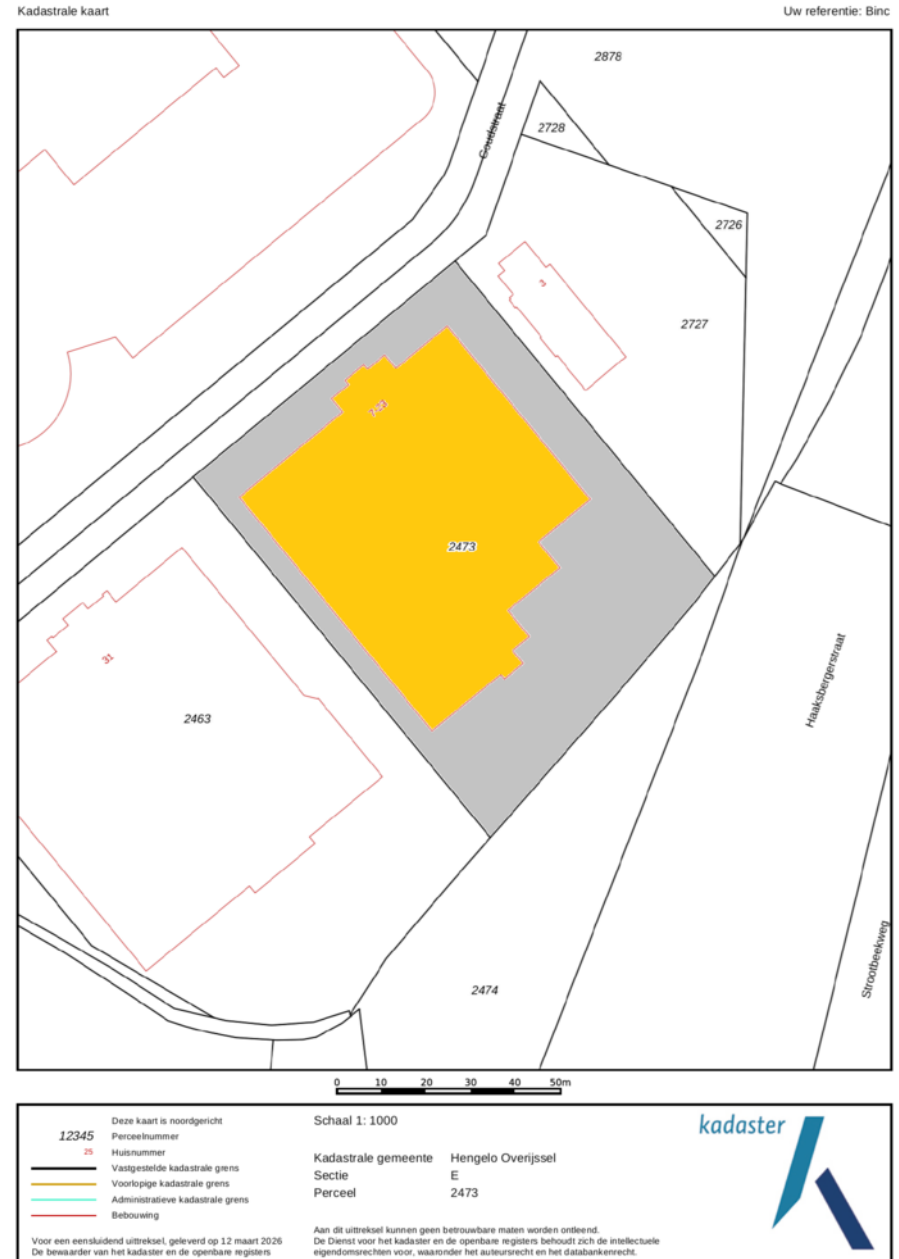 Kadastrale kaart
Uw referentie: Binc
2878
Goudstraat
2728
2726
3
2727
7-23
2473
31
2463
Haaksbergerstraat
2474
Strootbeekweg
0 10 20 30 40 50m
Deze kaart is noordgericht
12345 Perceelnummer
25 Huisnummer
Vastgestelde kadastrale grens
Voorlopige kadastrale grens
Administratieve kadastrale grens
Bebouwing
Voor een eensluidend uittreksel, geleverd op 12 maart 2026
De bewaarder van het kadaster en de openbare registers
Schaal 1: 1000
Kadastrale gemeente Hengelo Overijssel
Sectie E
Perceel 2473
Aan dit uittreksel kunnen geen betrouwbare maten worden ontleend.
De Dienst voor het kadaster en de openbare registers behoudt zich de intellectuele
eigendomsrechten voor, waaronder het auteursrecht en het databankenrecht.
kadaster